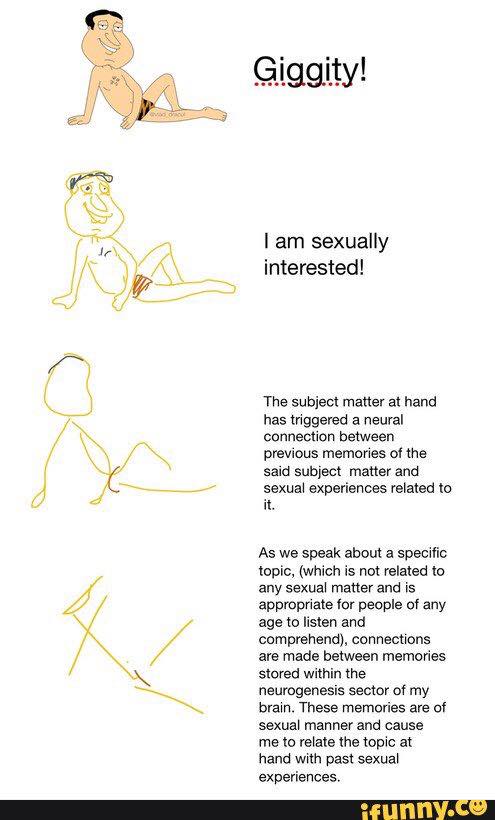 Giggity!
@vlad_dracul
I am sexually
interested!
The subject matter at hand
has triggered a neural
connection between
previous memories of the
said subject  matter and
sexual experiences related to
it.
As we speak about a specific
topic, (which is not related to
any sexual matter and is
appropriate for people of any
age to listen and
comprehend), connections
are made between memories
stored within the
neurogenesis sector of my
brain. These memories are of
sexual manner and cause
me to relate the topic at
hand with past sexual
experiences.
ifunny.co